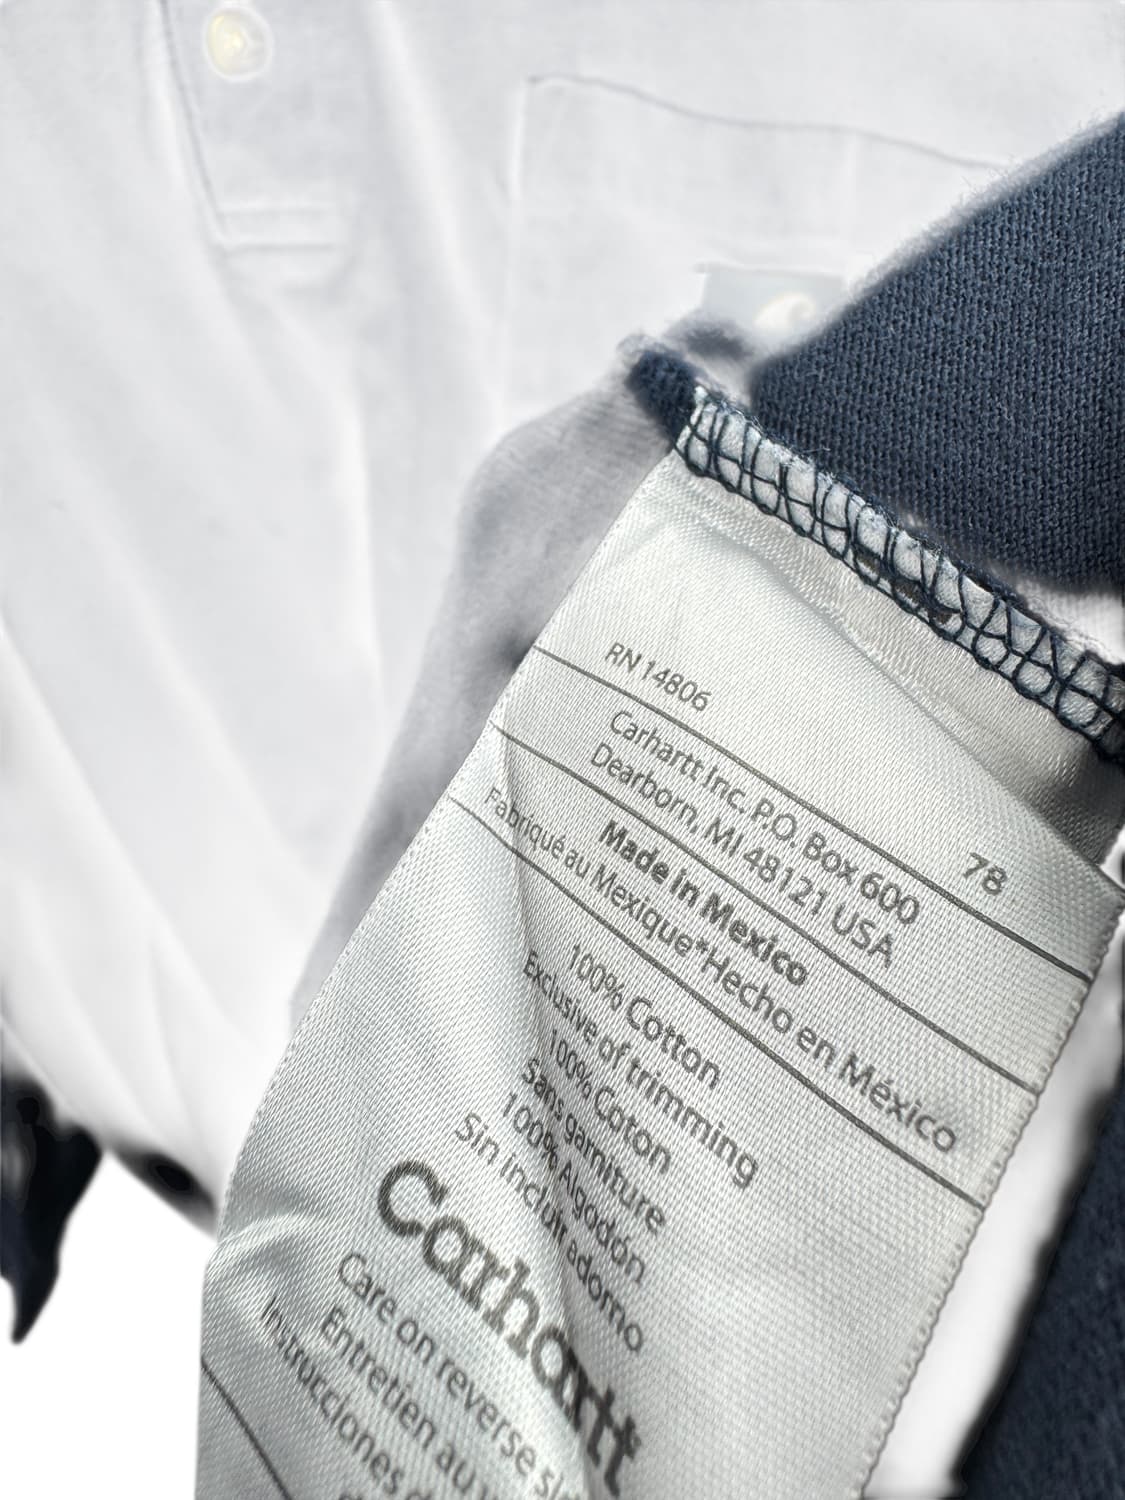 RN 14806
78
Carhartt Inc. P.O. Box 600
Dearborn, MI 48121 USA
Made in Mexico
Fabriqué au Mexique*Hecho en México
100% Cotton
Exclusive of trimming
100% Coton
Sans garniture
100% Algodón
Sin incluir adorno
Carhartt
Care on reverse
Entretien au
Instrucciones